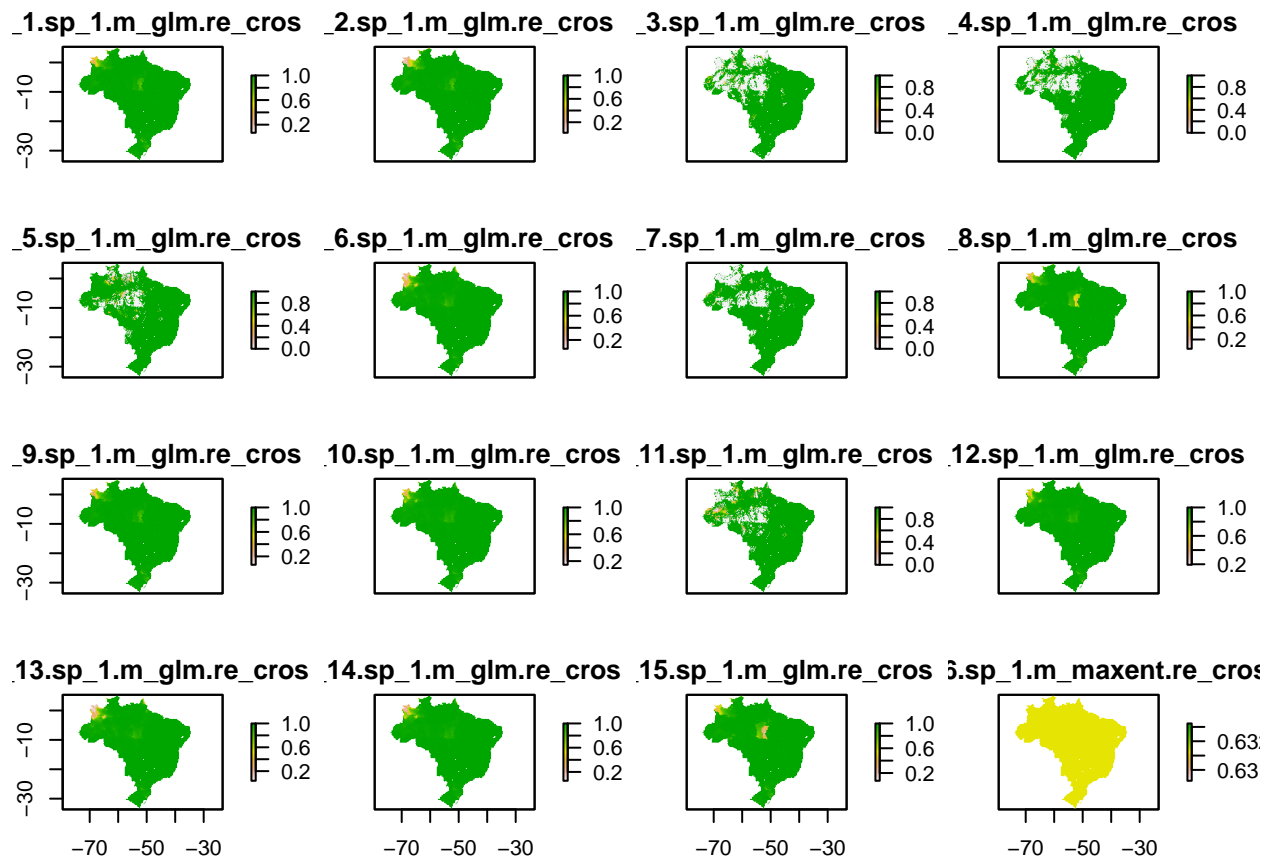 _1.sp_1.m_glm.re_cros
−10
−30
1.0
0.6
0.2
_2.sp_1.m_glm.re_cros
1.0
0.6
0.2
_3.sp_1.m_glm.re_cros
0.8
0.4
0.0
_4.sp_1.m_glm.re_cros
0.8
0.4
0.0
_5.sp_1.m_glm.re_cros
−10
−30
0.8
0.4
0.0
_6.sp_1.m_glm.re_cros
1.0
0.6
0.2
_7.sp_1.m_glm.re_cros
0.8
0.4
0.0
_8.sp_1.m_glm.re_cros
1.0
0.6
0.2
_9.sp_1.m_glm.re_cros
−10
−30
1.0
0.6
0.2
10.sp_1.m_glm.re_cros
1.0
0.6
0.2
11.sp_1.m_glm.re_cros
0.8
0.4
0.0
12.sp_1.m_glm.re_cros
1.0
0.6
0.2
13.sp_1.m_glm.re_cros
−10
−30
1.0
0.6
0.2
−70 −50 −30
14.sp_1.m_glm.re_cros
1.0
0.6
0.2
−70 −50 −30
15.sp_1.m_glm.re_cros
1.0
0.6
0.2
−70 −50 −30
6.sp_1.m_maxent.re_cros
0.63
0.63
−70 −50 −30